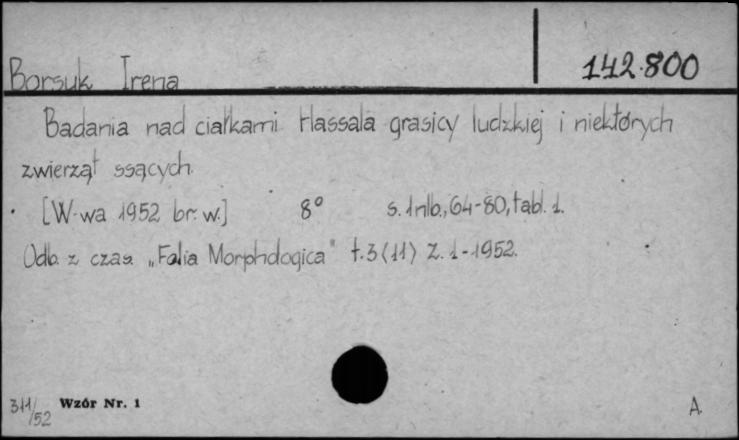 Borsuk Irena 142.800
Badania nad ciałkami Hassala grasicy ludzkiej i niektórych
zwierząt ssących.
[W-wa 1952 br. w.] 8° s. 1 nlb., 64-80, tabl. 1.
Odb. z czas. „Folia Morphologica" t. 3 (11) Z. 1 - 1952.
311/52 Wzór Nr. 1 A.